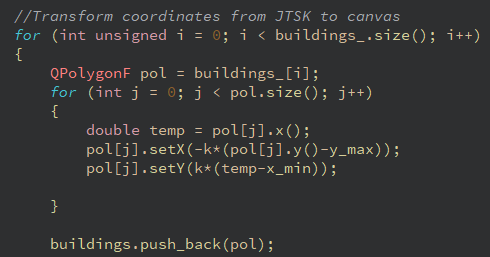 //Transform coordinates from JTSK to canvas
for (int unsigned i = 0; i < buildings_.size(); i++)
{
    QPolygonF pol = buildings_[i];
    for (int j = 0; j < pol.size(); j++)
    {
        double temp = pol[j].x();
        pol[j].setX(-k*(pol[j].y()-y_max));
        pol[j].setY(k*(temp-x_min));
    }
    buildings.push_back(pol);